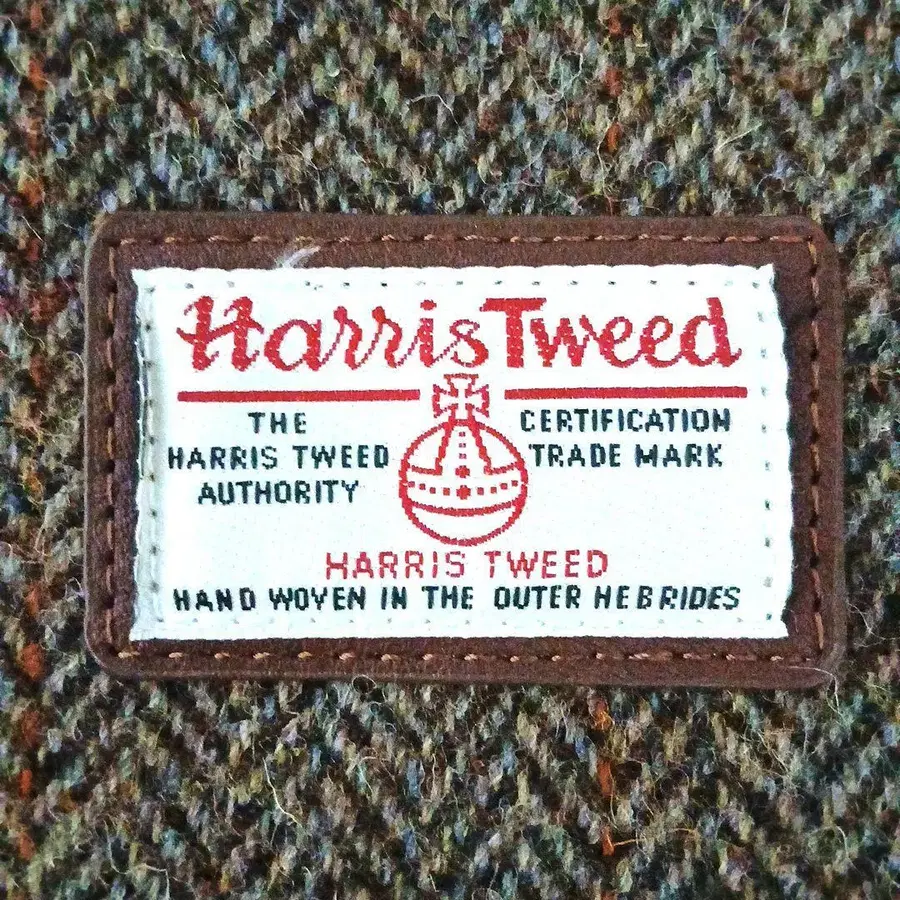 Harris Tweed
THE
HARRIS TWEED
AUTHORITY
CERTIFICATION
TRADE MARK
HARRIS TWEED
HAND WOVEN IN THE OUTER HEBRIDES